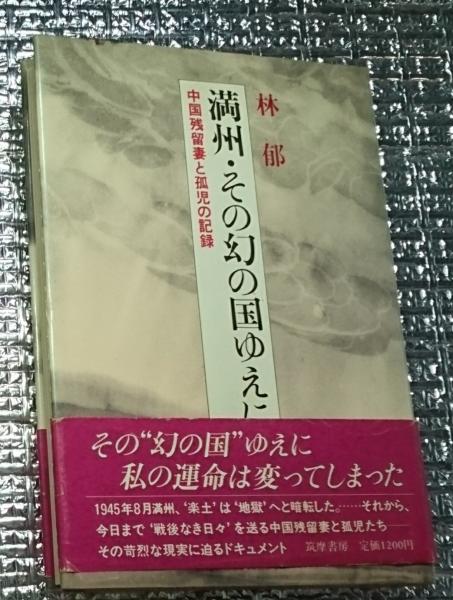 林 郁
満州・その幻の国ゆえに
中国残留妻と孤児の記録
その“幻の国”ゆえに
私の運命は変ってしまった
1945年8月満州、‘楽土’は‘地獄’へと暗転した。……それから、
今日まで‘戦後なき日々’を送る中国残留妻と孤児たち──
その苛烈な現実に迫るドキュメント
筑摩書房 定価1200円